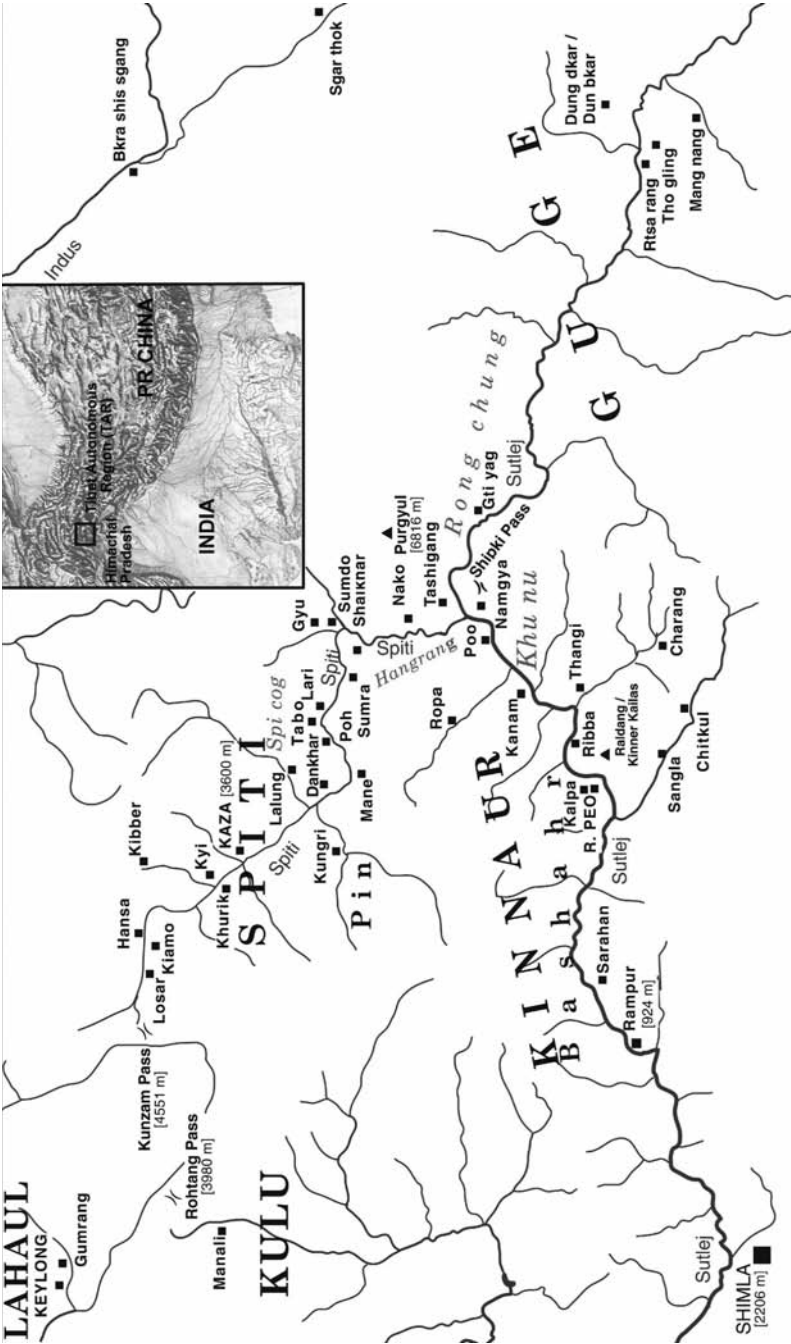 LAHAUL
KEYLONG
Gumrang
Rohtang Pass
[3980 m]
Manali
KULU
Kunzam Pass
[4551 m]
Losar
Kiamo
Hansa
Kibber
Kyi
Khurik
KAZA [3600 m]
SPITI
Spiti
Lalung
Dankhar
Tabo
Lari
Spi cog
Spiti
Poh
Sumra
Mane
Kungri
Pin
Gyu
Sumdo
Shaiknar
Spiti
Hangrang
Nako
Purgyul
[6816 m]
Tashigang
Indus
Bkra shis sgang
Sgar thok
Tibet Autonomous
Region (TAR)
Himachal
Pradesh
PR CHINA
INDIA
Rong chung
Sutlej
Gti yag
Shipki Pass
Namgya
Poo
Khu nu
Ropa
Kanam
Thangi
Charang
Ribba
Raldang /
Kinner Kailas
Kalpa
R. PEO
Sangla
Chitkul
KINNAUR
Bashahr
Sutlej
Sarahan
Rampur
[924 m]
Sutlej
SHIMLA
[2206 m]
GUGE
Dung dkar /
Dun bkar
Rtsa rang
Tho gling
Mang nang